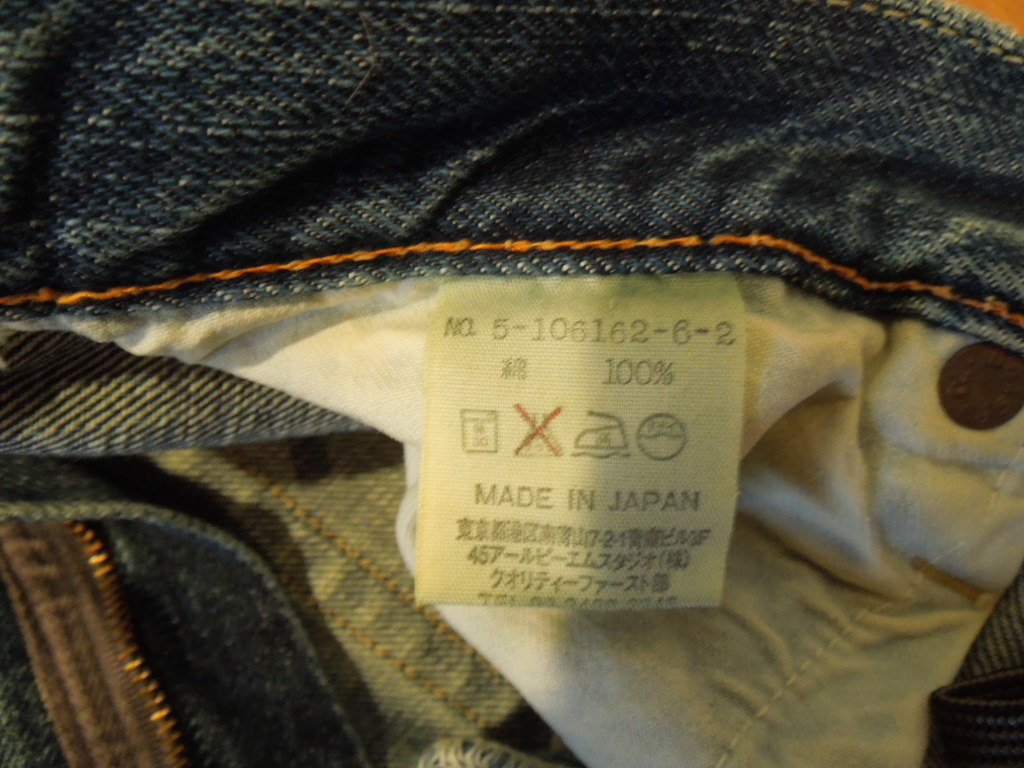 NO. 5-106162-6-2
綿 100%
MADE IN JAPAN
東京都港区南青山7-2-1青南ビル3F
45アールピーエムスタジオ(株)
クオリティーファースト部